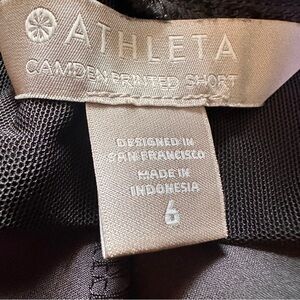 ATHLETA
CAMDEN PRINTED SHORT
DESIGNED IN
SAN FRANCISCO
MADE IN
INDONESIA
6